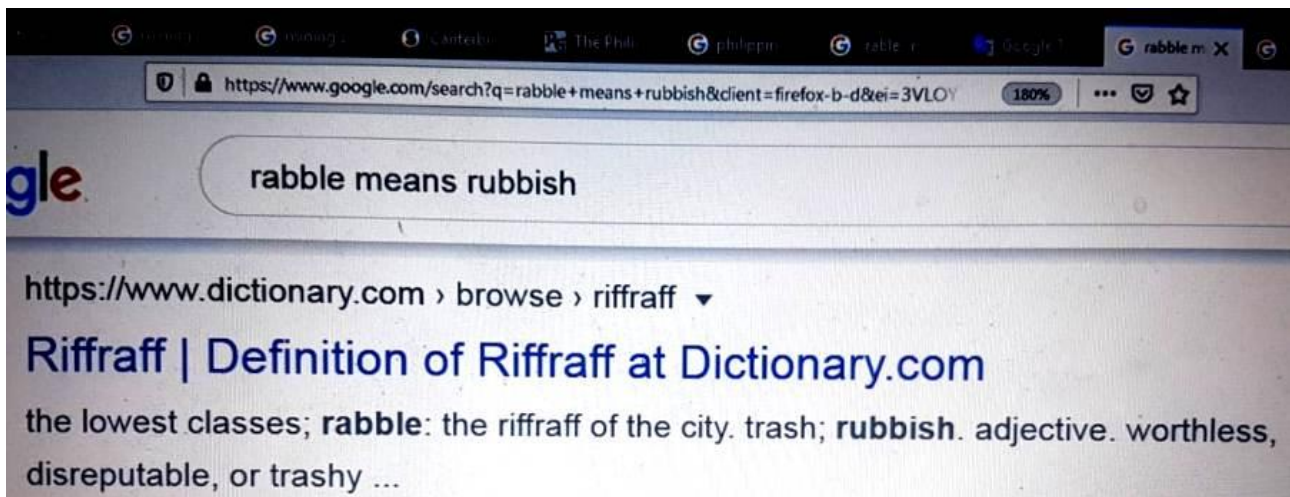 The Phili
G rabble m X
https://www.google.com/search?q=rabble+means+rubbish&client=firefox-b-d&ei=3VLOY 180%
gle
rabble means rubbish
https://www.dictionary.com › browse › riffraff
Riffraff | Definition of Riffraff at Dictionary.com
the lowest classes; rabble: the riffraff of the city. trash; rubbish. adjective. worthless,
disreputable, or trashy ...